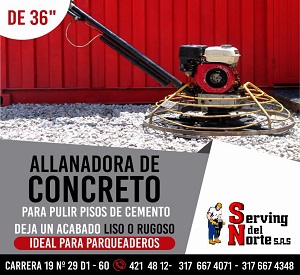 DE 36"
ALLANADORA DE
CONCRETO
PARA PULIR PISOS DE CEMENTO
DEJA UN ACABADO LISO O RUGOSO
IDEAL PARA PARQUEADEROS
Serving
del
Norte S.A.S
CARRERA 19 Nº 29 D1 - 60 421 48 12- 317 667 4071 - 317 667 4348